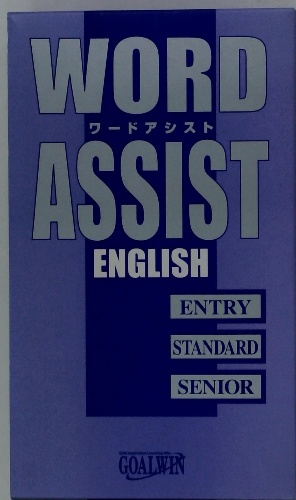 WORD
ワードアシスト
ASSIST
ENGLISH
ENTRY
STANDARD
SENIOR
GOALWIN